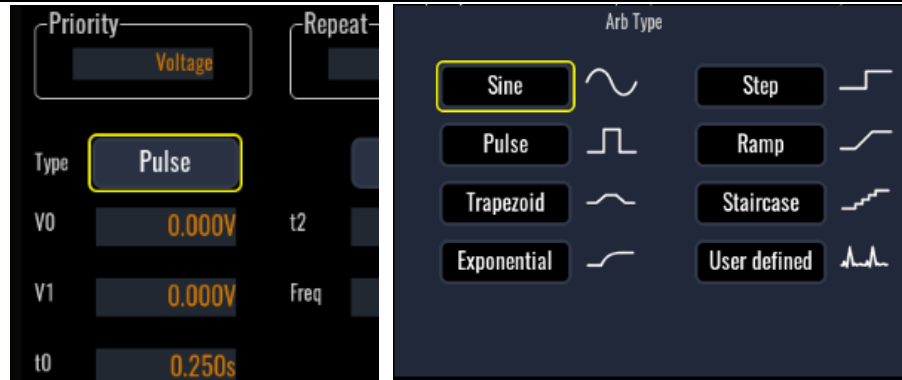 Priority
Repeat
Voltage
Type
Pulse
V0
0.000V
t2
V1
0.000V
Freq
t0
0.250s
Arb Type
Sine
Step
Pulse
Ramp
Trapezoid
Staircase
Exponential
User defined